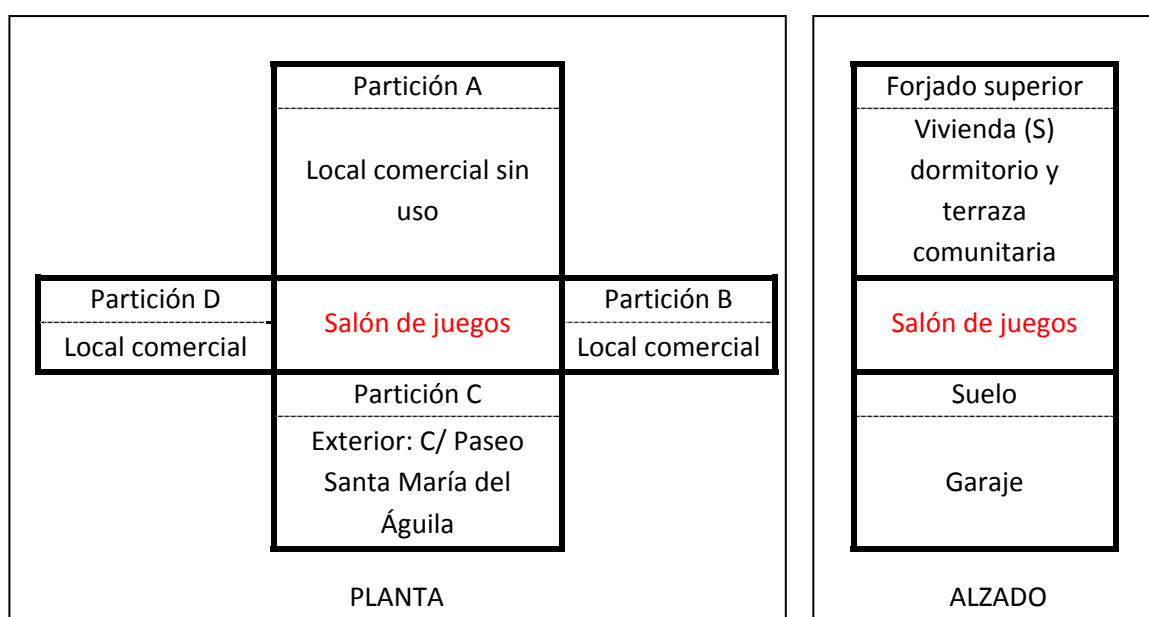 Partición A
Local comercial sin
uso
Partición D
Local comercial
Salón de juegos
Partición B
Local comercial
Partición C
Exterior: C/ Paseo
Santa María del
Águila
PLANTA
Forjado superior
Vivienda (S)
dormitorio y
terraza
comunitaria
Salón de juegos
Suelo
Garaje
ALZADO